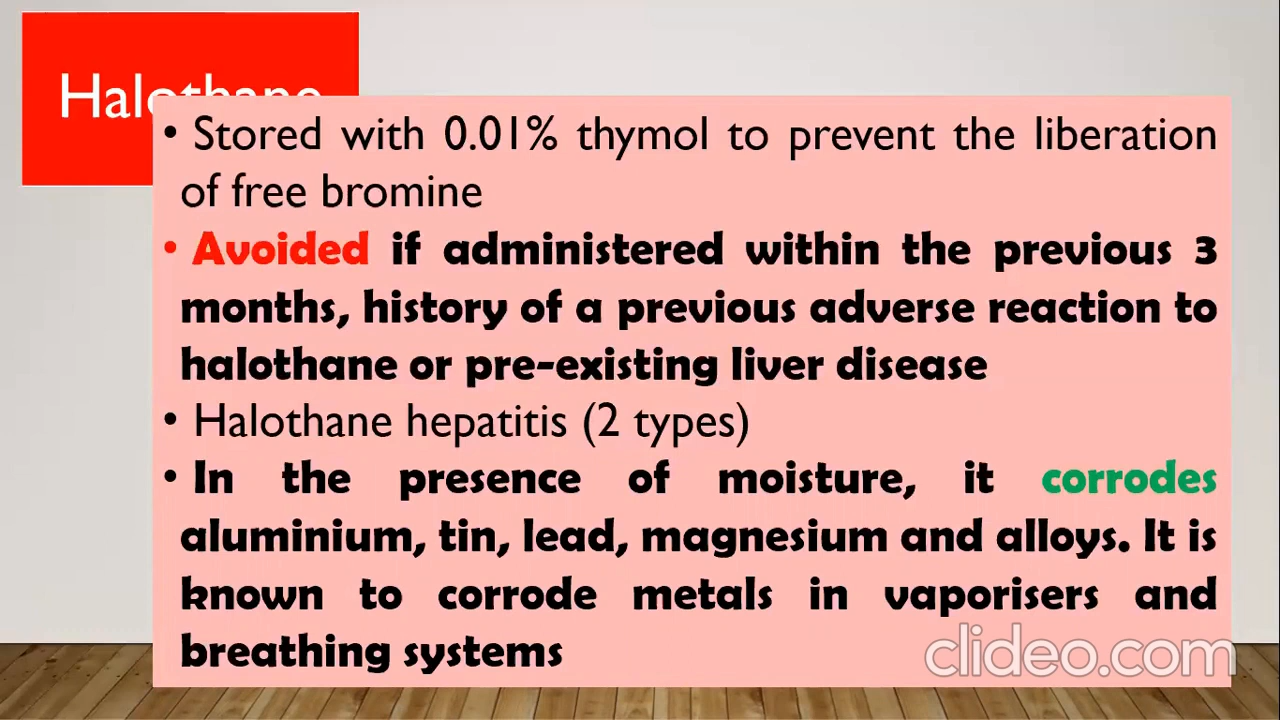 Halothane
• Stored with 0.01% thymol to prevent the liberation
of free bromine
• Avoided if administered within the previous 3
months, history of a previous adverse reaction to
halothane or pre-existing liver disease
• Halothane hepatitis (2 types)
• In the presence of moisture, it corrodes
aluminium, tin, lead, magnesium and alloys. It is
known to corrode metals in vaporisers and
breathing systems
clideo.com